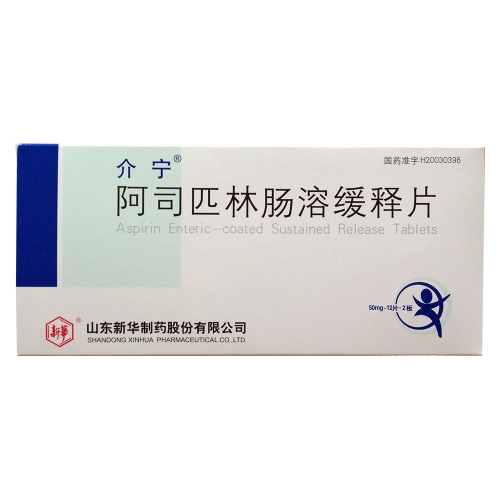 介宁®
国药准字H20030396
阿司匹林肠溶缓释片
Aspirin Enteric-coated Sustained Release Tablets
50mg·12片·2板
新華
山东新华制药股份有限公司
SHANDONG XINHUA PHARMACEUTICAL CO.,LTD.